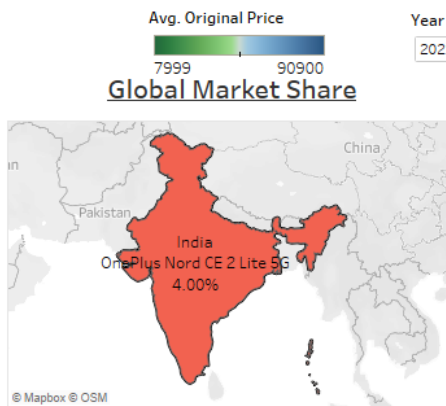 Avg. Original Price
Year
7999
90900
202
Global Market Share
China
Pakistan
India
OnePlus Nord CE 2 Lite 5G
4.00%
© Mapbox © OSM